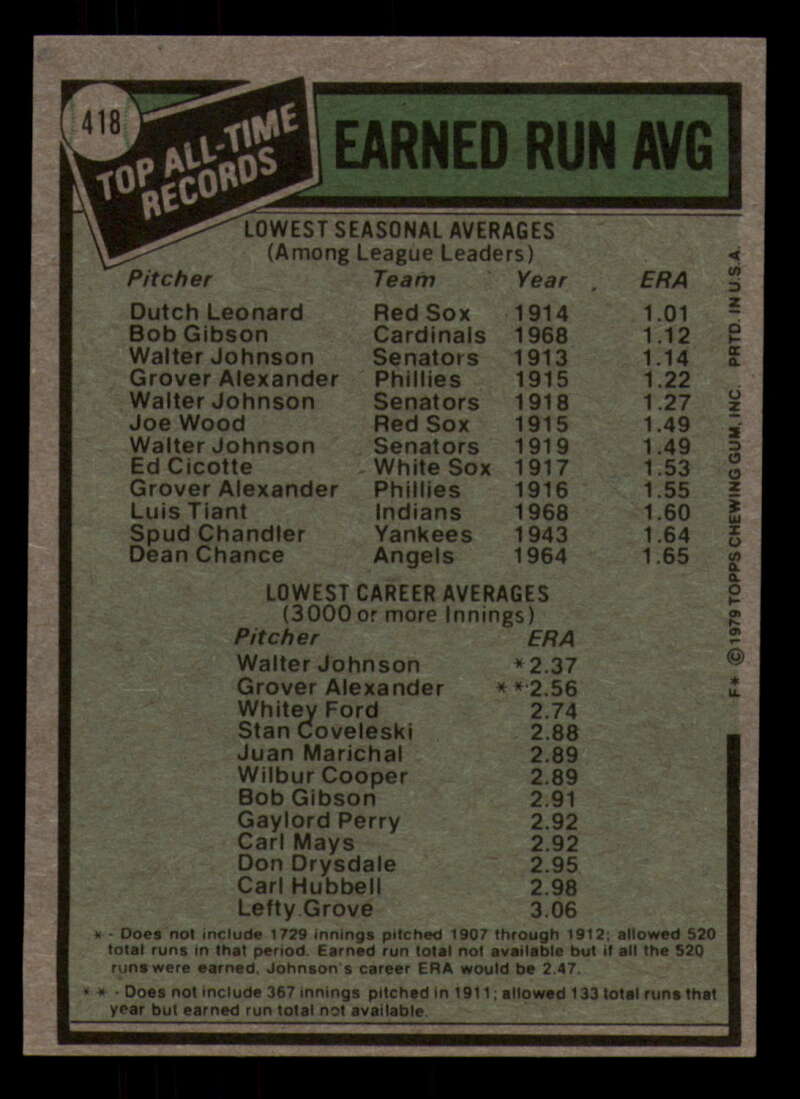 418
TOP ALL-TIME
RECORDS
EARNED RUN AVG
LOWEST SEASONAL AVERAGES
(Among League Leaders)
Pitcher Team Year ERA
Dutch Leonard Red Sox 1914 1.01
Bob Gibson Cardinals 1968 1.12
Walter Johnson Senators 1913 1.14
Grover Alexander Phillies 1915 1.22
Walter Johnson Senators 1918 1.27
Joe Wood Red Sox 1915 1.49
Walter Johnson Senators 1919 1.49
Ed Cicotte White Sox 1917 1.53
Grover Alexander Phillies 1916 1.55
Luis Tiant Indians 1968 1.60
Spud Chandler Yankees 1943 1.64
Dean Chance Angels 1964 1.65
LOWEST CAREER AVERAGES
(3000 or more Innings)
Pitcher ERA
Walter Johnson *2.37
Grover Alexander **2.56
Whitey Ford 2.74
Stan Coveleski 2.88
Juan Marichal 2.89
Wilbur Cooper 2.89
Bob Gibson 2.91
Gaylord Perry 2.92
Carl Mays 2.92
Don Drysdale 2.95
Carl Hubbell 2.98
Lefty Grove 3.06
* - Does not include 1729 innings pitched 1907 through 1912; allowed 520
total runs in that period. Earned run total not available but if all the 520
runs were earned, Johnson's career ERA would be 2.47.
* * - Does not include 367 innings pitched in 1911; allowed 133 total runs that
year but earned run total not available.
F* © 1979 TOPPS CHEWING GUM, INC. PRTD. IN U.S.A.